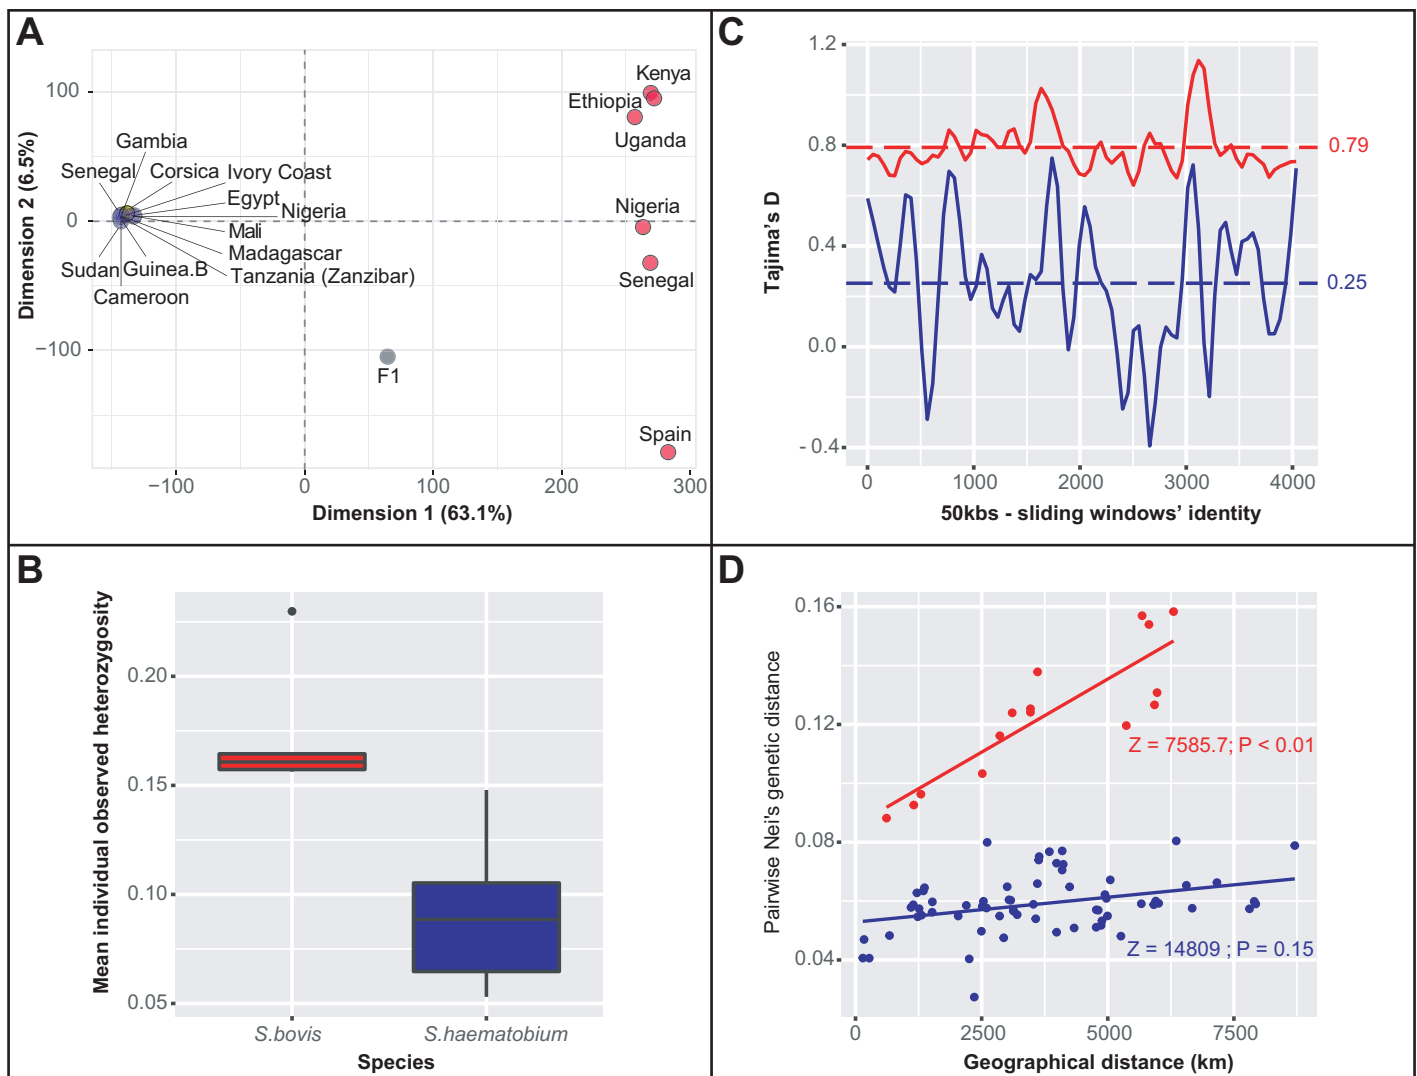 A
Dimension 2 (6.5%)
100
0
−100
Kenya
Ethiopia
Uganda
Gambia
Senegal
Corsica
Ivory Coast
Egypt
Nigeria
Nigeria
Mali
Madagascar
Sudan
Guinea.B
Tanzania (Zanzibar)
Senegal
Cameroon
F1
Spain
−100
0
100
200
300
Dimension 1 (63.1%)
C
Tajima's D
1.2
0.8
0.4
0.0
- 0.4
0.79
0.25
0
1000
2000
3000
4000
50kbs - sliding windows' identity
B
Mean individual observed heterozygosity
0.20
0.15
0.10
0.05
S.bovis
S.haematobium
Species
D
Pairwise Nei's genetic distance
0.16
0.12
0.08
0.04
Z = 7585.7; P < 0.01
Z = 14809 ; P = 0.15
0
2500
5000
7500
Geographical distance (km)